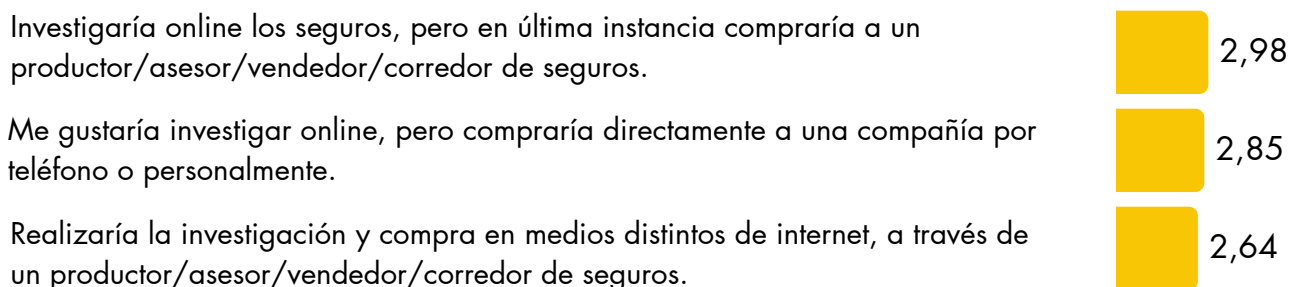 Investigaría online los seguros, pero en última instancia compraría a un
productor/asesor/vendedor/corredor de seguros.
2,98
Me gustaría investigar online, pero compraría directamente a una compañía por
teléfono o personalmente.
2,85
Realizaría la investigación y compra en medios distintos de internet, a través de
un productor/asesor/vendedor/corredor de seguros.
2,64